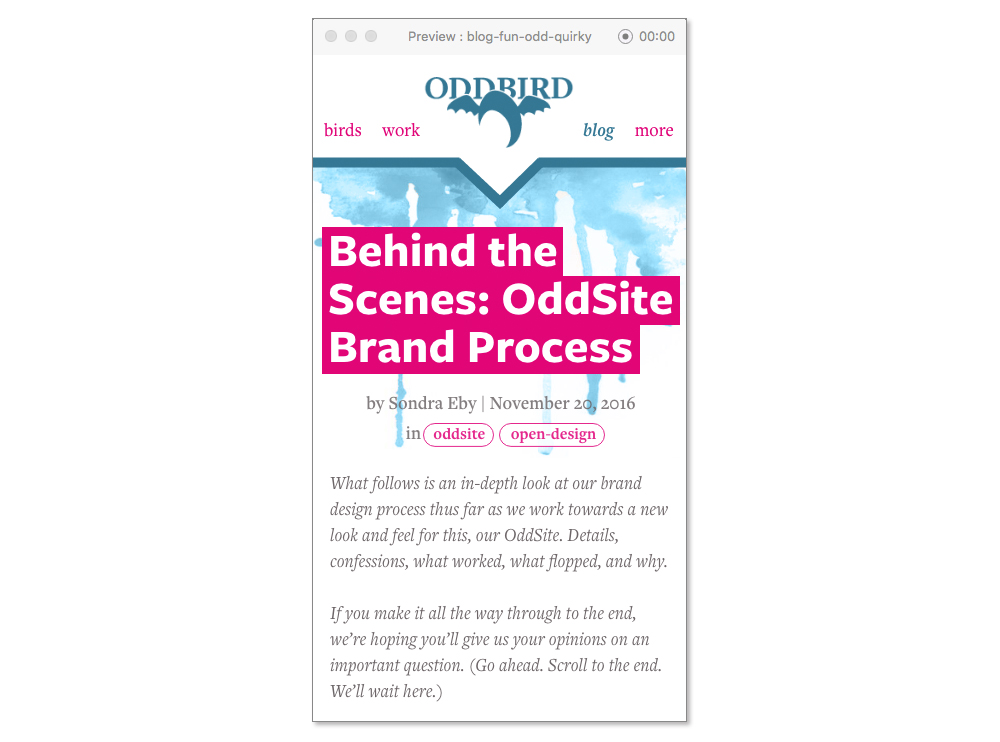 Preview : blog-fun-odd-quirky 00:00
ODDBIRD
birds work blog more
Behind the
Scenes: OddSite
Brand Process
by Sondra Eby | November 20, 2016
in oddsite open-design
What follows is an in-depth look at our brand
design process thus far as we work towards a new
look and feel for this, our OddSite. Details,
confessions, what worked, what flopped, and why.
If you make it all the way through to the end,
we’re hoping you’ll give us your opinions on an
important question. (Go ahead. Scroll to the end.
We’ll wait here.)